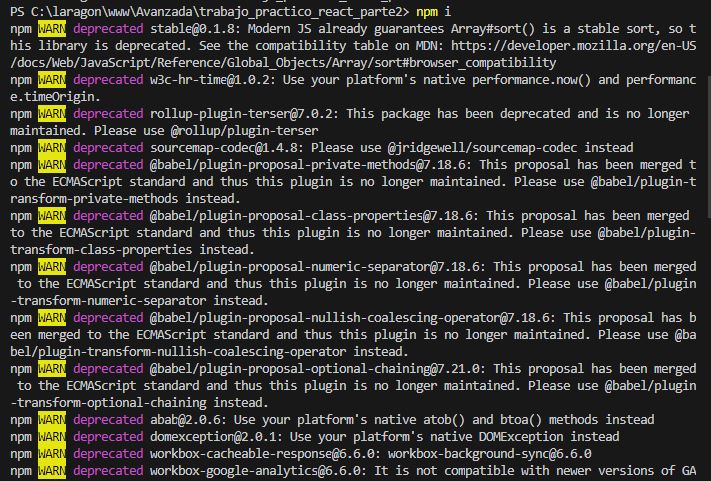 PS C:\laragon\www\Avanzada\trabajo_practico_react_parte2> npm i
npm WARN deprecated stable@0.1.8: Modern JS already guarantees Array#sort() is a stable sort, so t
his library is deprecated. See the compatibility table on MDN: https://developer.mozilla.org/en-US
/docs/Web/JavaScript/Reference/Global_Objects/Array/sort#browser_compatibility
npm WARN deprecated w3c-hr-time@1.0.2: Use your platform's native performance.now() and performanc
e.timeOrigin.
npm WARN deprecated rollup-plugin-terser@7.0.2: This package has been deprecated and is no longer
maintained. Please use @rollup/plugin-terser
npm WARN deprecated sourcemap-codec@1.4.8: Please use @jridgewell/sourcemap-codec instead
npm WARN deprecated @babel/plugin-proposal-private-methods@7.18.6: This proposal has been merged t
o the ECMAScript standard and thus this plugin is no longer maintained. Please use @babel/plugin-t
ransform-private-methods instead.
npm WARN deprecated @babel/plugin-proposal-class-properties@7.18.6: This proposal has been merged
to the ECMAScript standard and thus this plugin is no longer maintained. Please use @babel/plugin-
transform-class-properties instead.
npm WARN deprecated @babel/plugin-proposal-numeric-separator@7.18.6: This proposal has been merged
 to the ECMAScript standard and thus this plugin is no longer maintained. Please use @babel/plugin
-transform-numeric-separator instead.
npm WARN deprecated @babel/plugin-proposal-nullish-coalescing-operator@7.18.6: This proposal has b
een merged to the ECMAScript standard and thus this plugin is no longer maintained. Please use @ba
bel/plugin-transform-nullish-coalescing-operator instead.
npm WARN deprecated @babel/plugin-proposal-optional-chaining@7.21.0: This proposal has been merged
 to the ECMAScript standard and thus this plugin is no longer maintained. Please use @babel/plugin
-transform-optional-chaining instead.
npm WARN deprecated abab@2.0.6: Use your platform's native atob() and btoa() methods instead
npm WARN deprecated domexception@2.0.1: Use your platform's native DOMException instead
npm WARN deprecated workbox-cacheable-response@6.6.0: workbox-background-sync@6.6.0
npm WARN deprecated workbox-google-analytics@6.6.0: It is not compatible with newer versions of GA